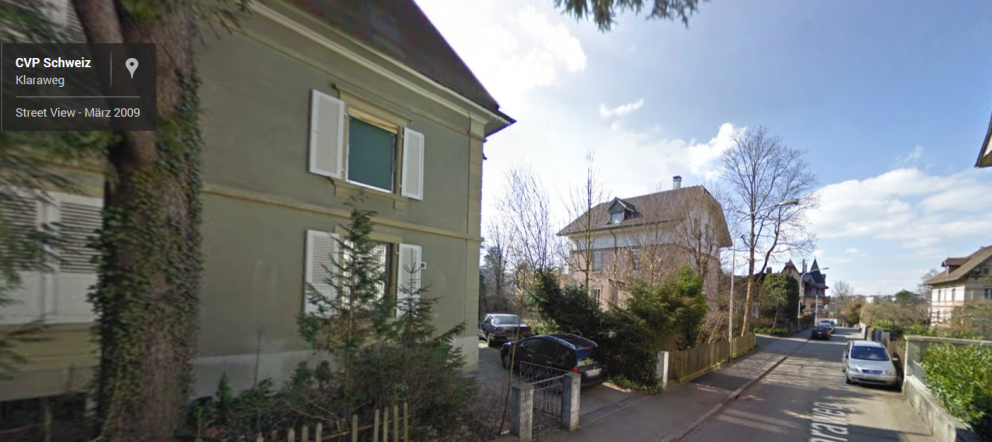 CVP Schweiz
Klaraweg
Street View - März 2009